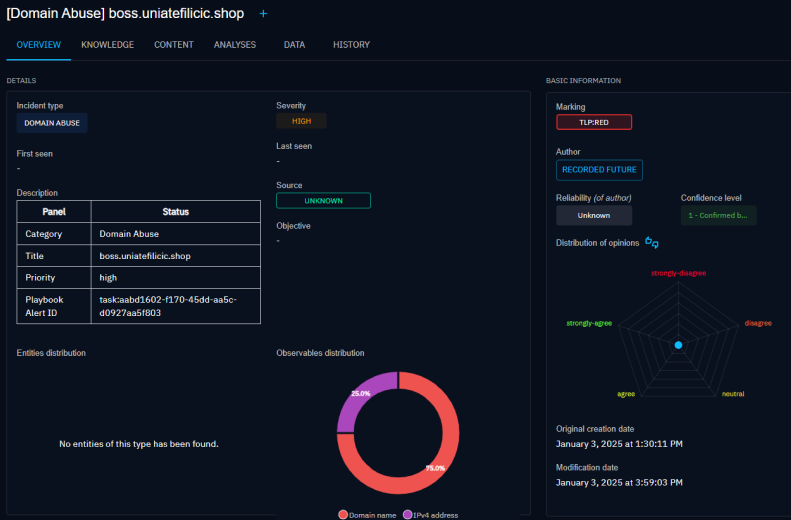 [Domain Abuse] boss.uniatefilicic.shop +
OVERVIEW KNOWLEDGE CONTENT ANALYSES DATA HISTORY
DETAILS
Incident type
DOMAIN ABUSE
Severity
HIGH
First seen
-
Last seen
-
Source
UNKNOWN
Objective
-
Description
Panel Status
Category Domain Abuse
Title boss.uniatefilicic.shop
Priority high
Playbook task:aabd1602-f170-45dd-aa5c-
Alert ID d0927aa5f803
Entities distribution
No entities of this type has been found.
Observables distribution
25.0%
75.0%
Domain name IPv4 address
BASIC INFORMATION
Marking
TLP:RED
Author
RECORDED FUTURE
Reliability (of author)
Unknown
Confidence level
1 - Confirmed b...
Distribution of opinions
strongly-disagree
strongly-agree
disagree
agree
neutral
Original creation date
January 3, 2025 at 1:30:11 PM
Modification date
January 3, 2025 at 3:59:03 PM